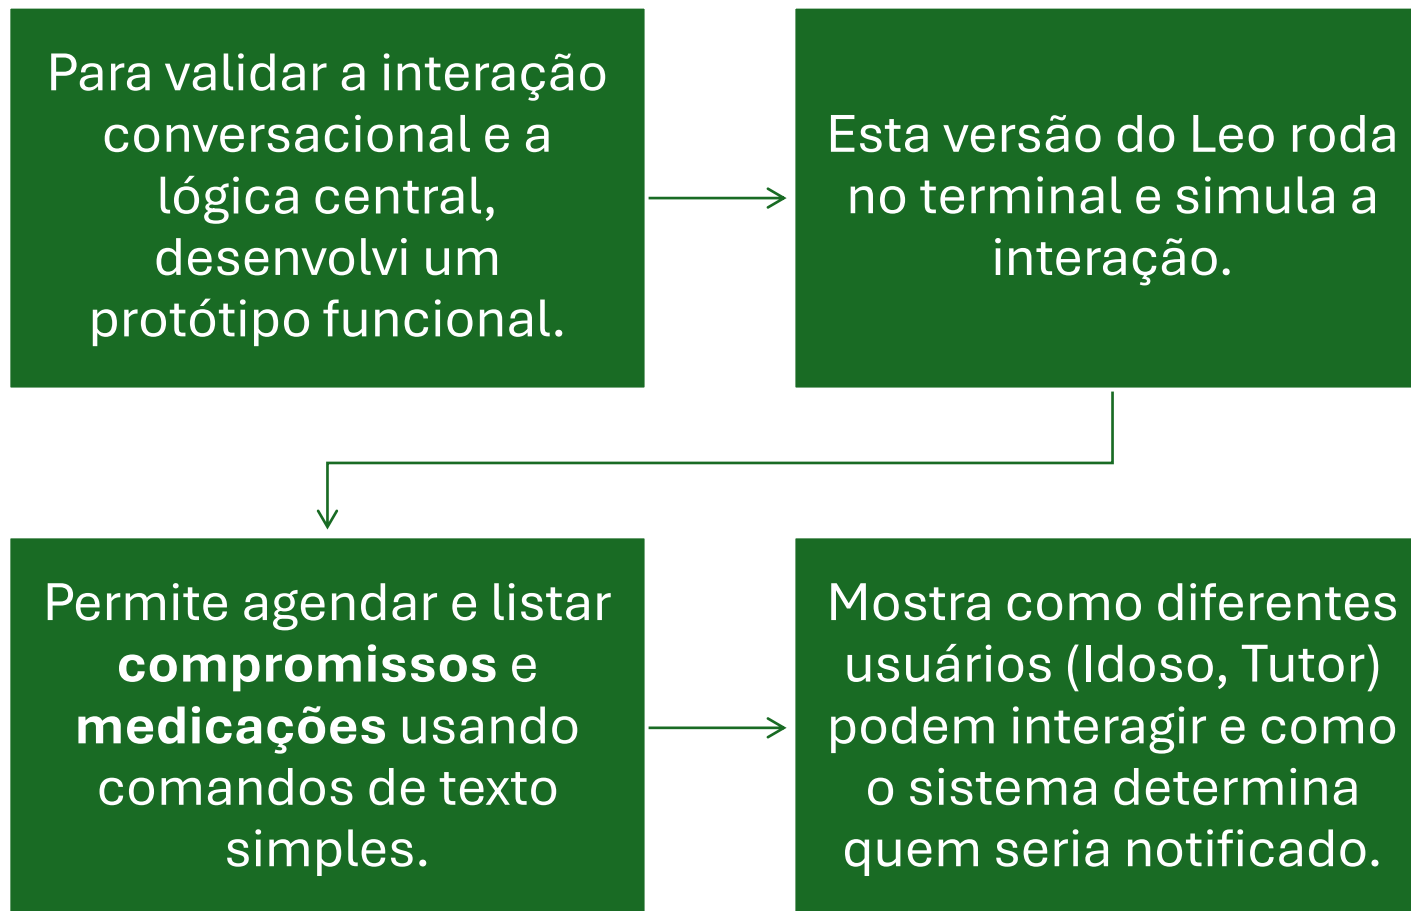 Para validar a interação
conversacional e a
lógica central,
desenvolvi um
protótipo funcional.
Esta versão do Leo roda
no terminal e simula a
interação.
Permite agendar e listar
compromissos e
medicações usando
comandos de texto
simples.
Mostra como diferentes
usuários (Idoso, Tutor)
podem interagir e como
o sistema determina
quem seria notificado.